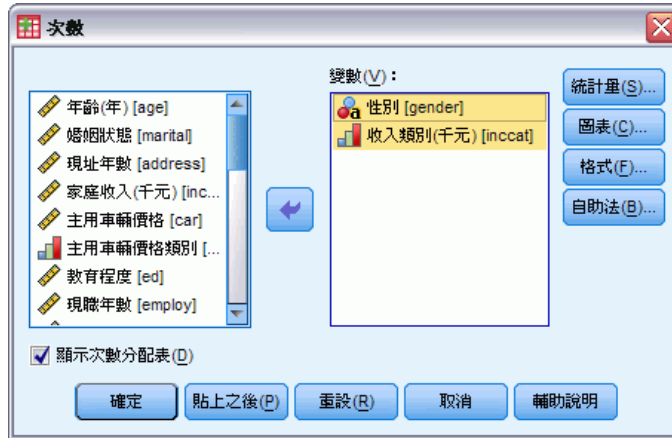 次數
年齡(年) [age]
婚姻狀態 [marital]
現址年數 [address]
家庭收入(千元) [inc...
主用車輛價格 [car]
主用車輛價格類別 [...
教育程度 [ed]
現職年數 [employ]
變數(V)：
性別 [gender]
收入類別(千元) [inccat]
統計量(S)...
圖表(C)...
格式(F)...
自助法(B)...
顯示次數分配表(D)
確定
貼上之後(P)
重設(R)
取消
輔助說明